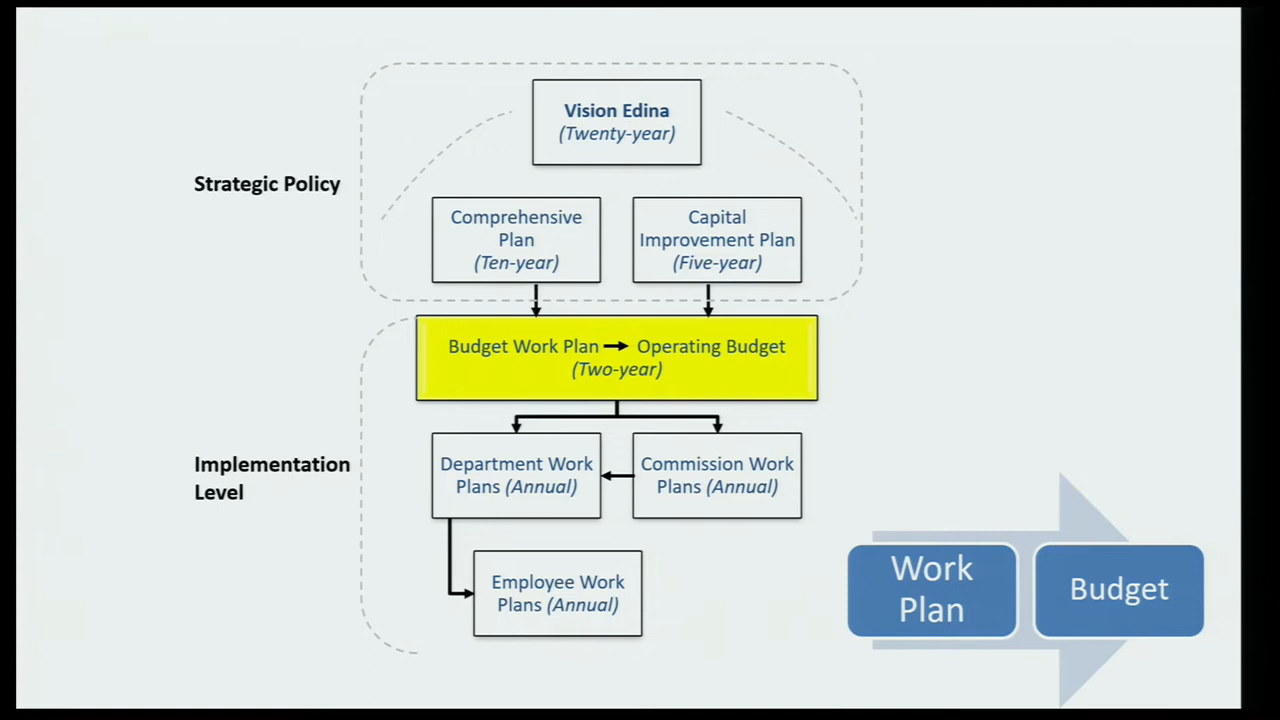 Vision Edina
(Twenty-year)
Strategic Policy
Comprehensive
Plan
(Ten-year)
Capital
Improvement Plan
(Five-year)
Budget Work Plan Operating Budget
(Two-year)
Implementation
Level
Department Work
Plans (Annual)
Commission Work
Plans (Annual)
Employee Work
Plans (Annual)
Work
Plan
Budget